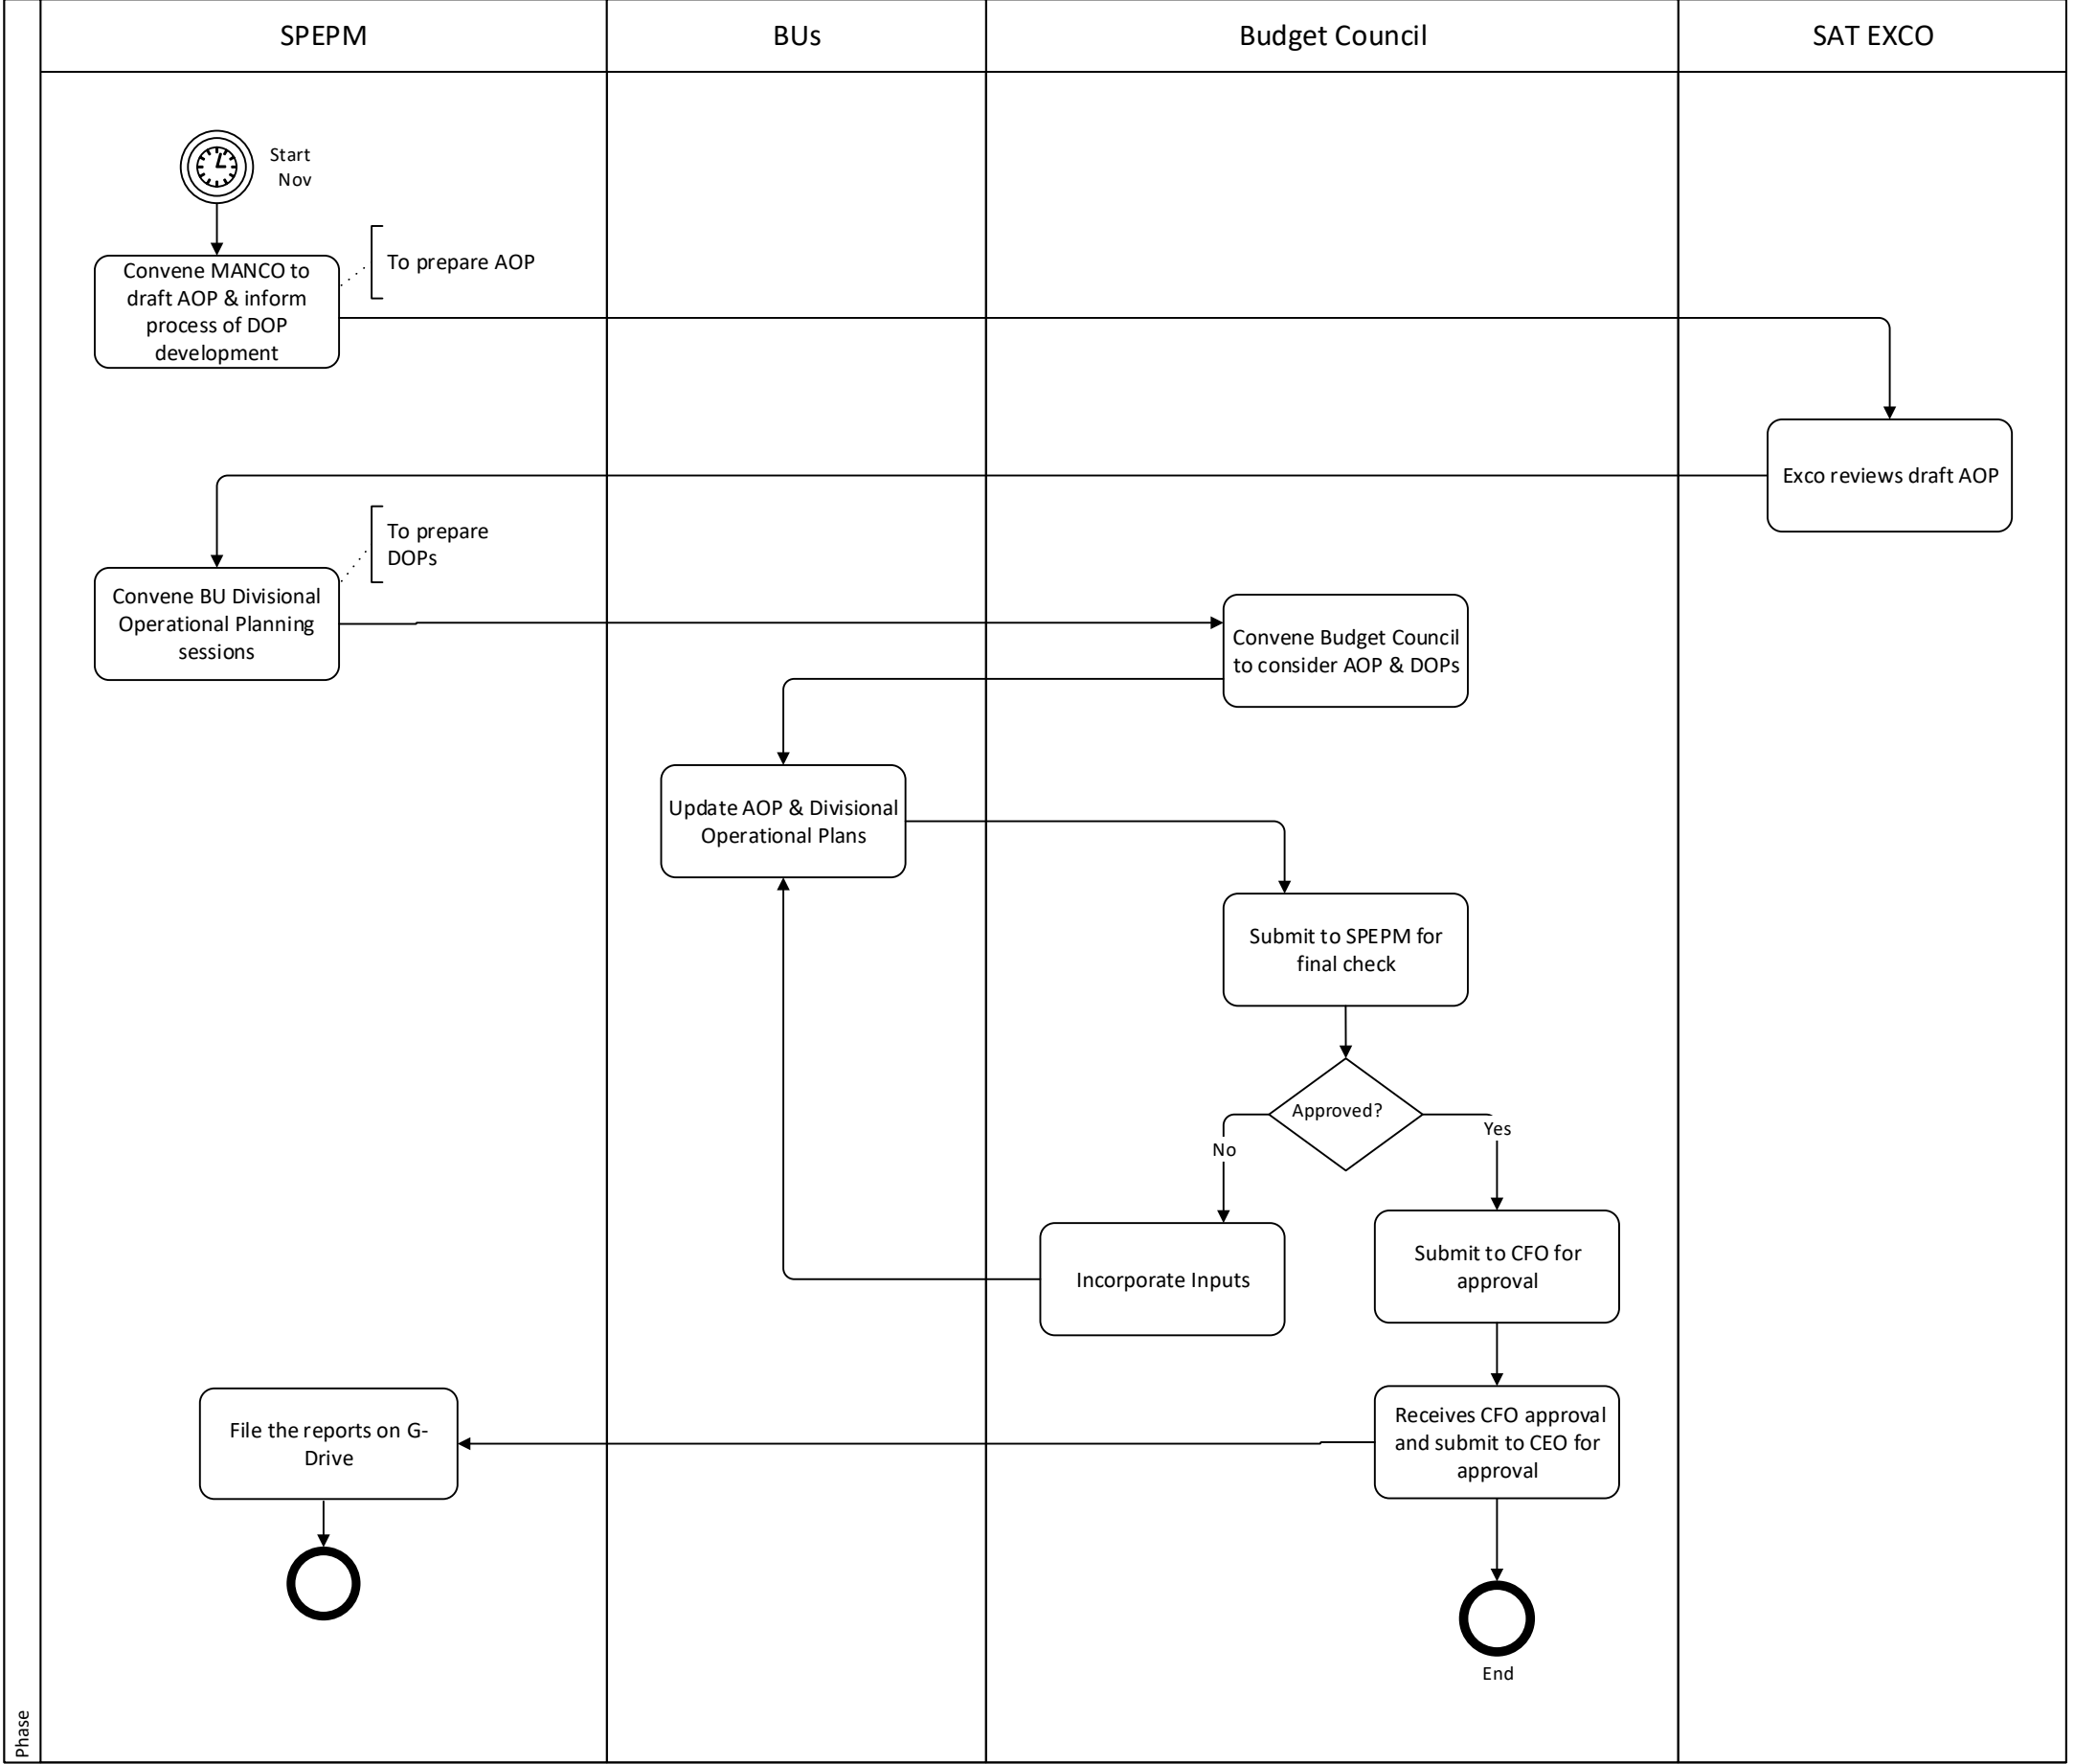 SPEPM
BUs
Budget Council
SAT EXCO
Start
Nov
Convene MANCO to
draft AOP & inform
process of DOP
development
To prepare AOP
Exco reviews draft AOP
To prepare
DOPs
Convene BU Divisional
Operational Planning
sessions
Convene Budget Council
to consider AOP & DOPs
Update AOP & Divisional
Operational Plans
Submit to SPEPM for
final check
Approved?
No
Yes
Submit to CFO for
approval
Incorporate Inputs
Receives CFO approval
and submit to CEO for
approval
File the reports on G-
Drive
End
Phase